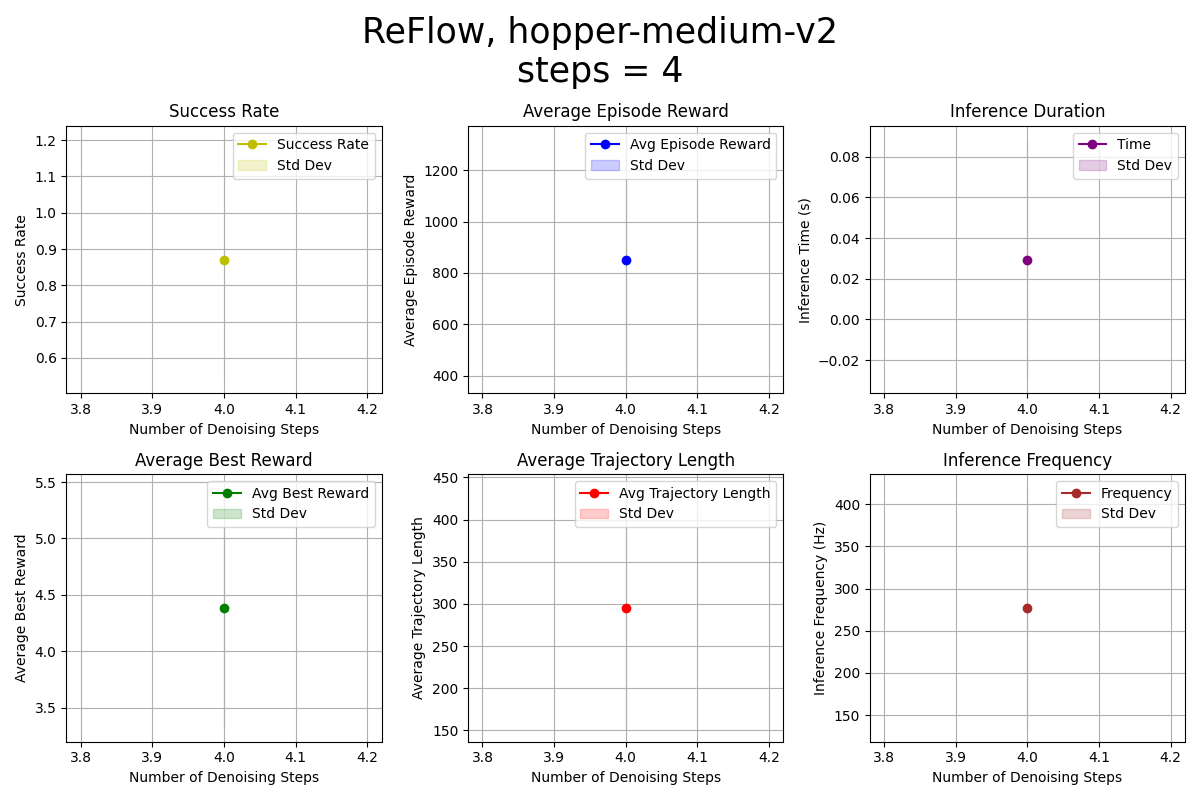 ReFlow, hopper-medium-v2
steps = 4
Success Rate
Success Rate
Std Dev
1.2
1.1
1.0
0.9
0.8
0.7
0.6
Success Rate
3.8 3.9 4.0 4.1 4.2
Number of Denoising Steps
Average Episode Reward
Avg Episode Reward
Std Dev
1200
1000
800
600
400
Average Episode Reward
3.8 3.9 4.0 4.1 4.2
Number of Denoising Steps
Inference Duration
Time
Std Dev
0.08
0.06
0.04
0.02
0.00
−0.02
Inference Time (s)
3.8 3.9 4.0 4.1 4.2
Number of Denoising Steps
Average Best Reward
Avg Best Reward
Std Dev
5.5
5.0
4.5
4.0
3.5
Average Best Reward
3.8 3.9 4.0 4.1 4.2
Number of Denoising Steps
Average Trajectory Length
Avg Trajectory Length
Std Dev
450
400
350
300
250
200
150
Average Trajectory Length
3.8 3.9 4.0 4.1 4.2
Number of Denoising Steps
Inference Frequency
Frequency
Std Dev
400
350
300
250
200
150
Inference Frequency (Hz)
3.8 3.9 4.0 4.1 4.2
Number of Denoising Steps